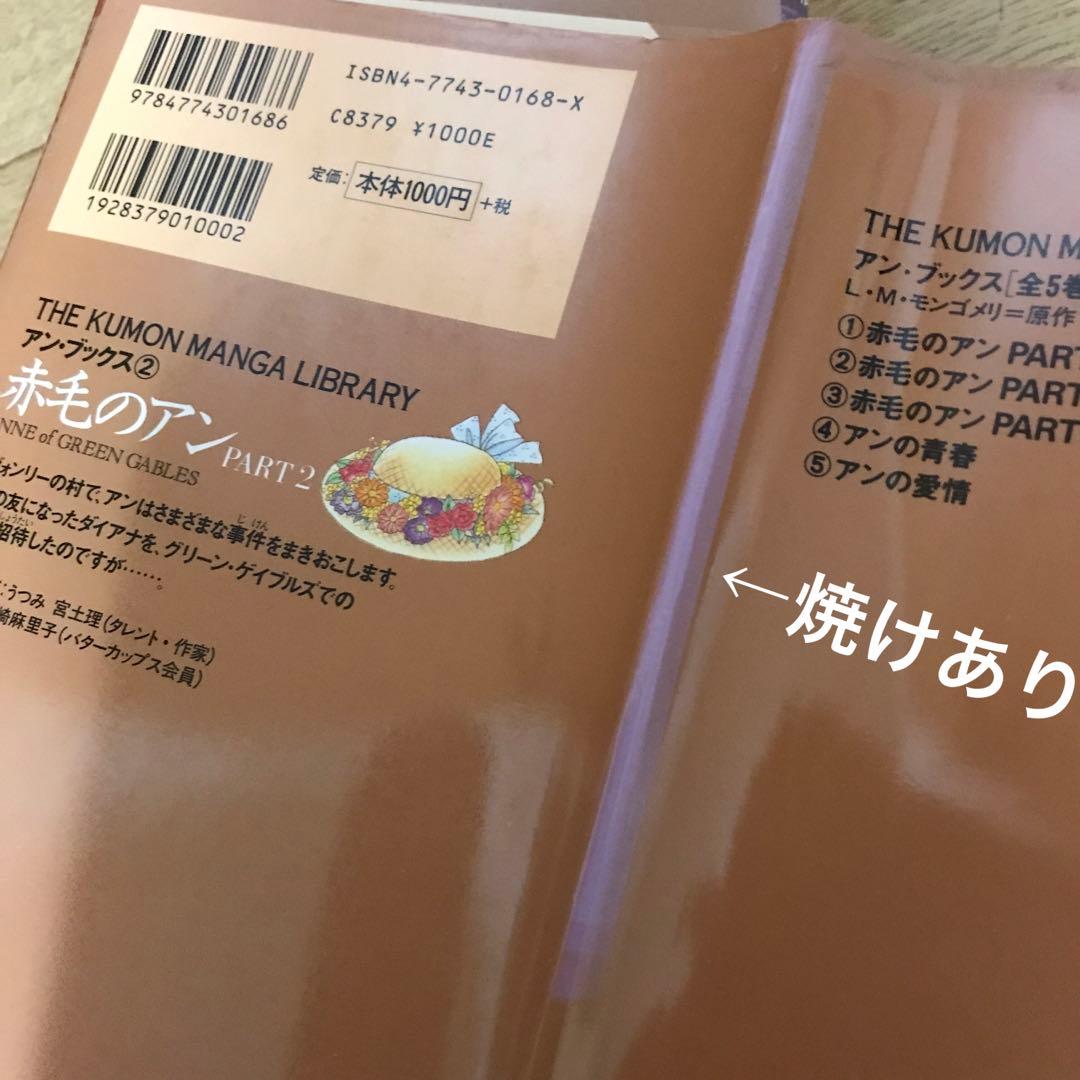 9784774301686
ISBN4-7743-0168-X
C8379 ¥1000E
1928379010002
定価:本体1000円+税
THE KUMON MANGA LIBRARY
アン・ブックス②
赤毛のアン PART 2
NNE of GREEN GABLES
ォンリーの村で、アンはさまざまな事件をまきおこします。
じけん
の友になったダイアナを、グリーン・ゲイブルズでの
しょうたい
招待したのですが……。
うつみ 宮土理(タレント・作家)
崎麻里子(バターカップス会員)
THE KUMON M
アン・ブックス[全5巻
L・M・モンゴメリ=原作
①赤毛のアン PART
②赤毛のアン PART
③赤毛のアン PART
④アンの青春
⑤アンの愛情
←焼けあり